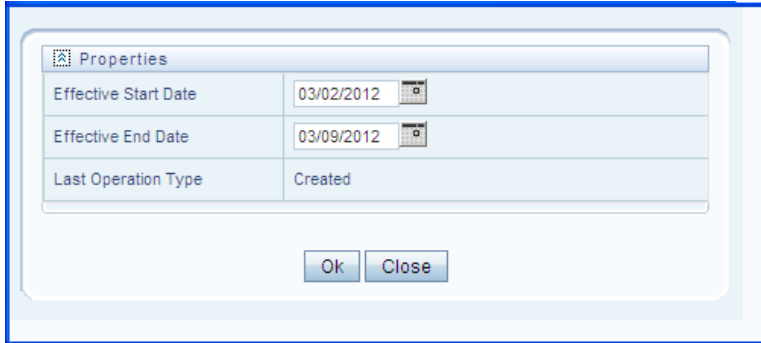 Properties
Effective Start Date 03/02/2012
Effective End Date 03/09/2012
Last Operation Type Created
Ok Close